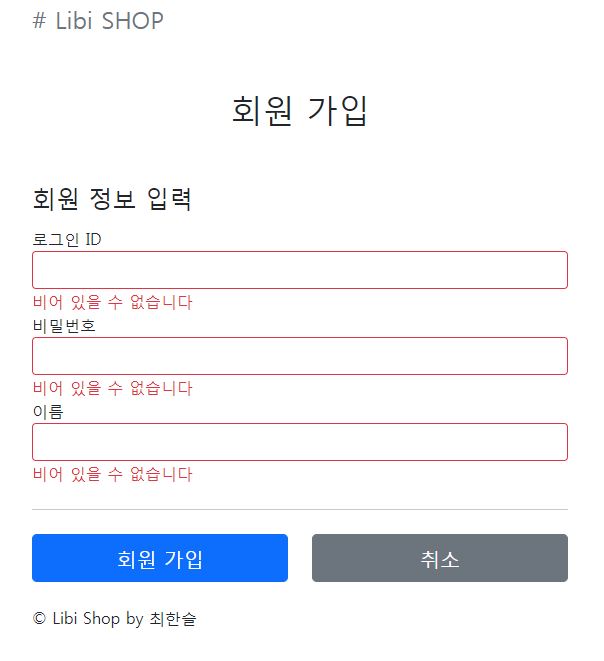 # Libi SHOP
회원 가입
회원 정보 입력
로그인 ID
비어 있을 수 없습니다
비밀번호
비어 있을 수 없습니다
이름
비어 있을 수 없습니다
회원 가입 취소
© Libi Shop by 최한슬